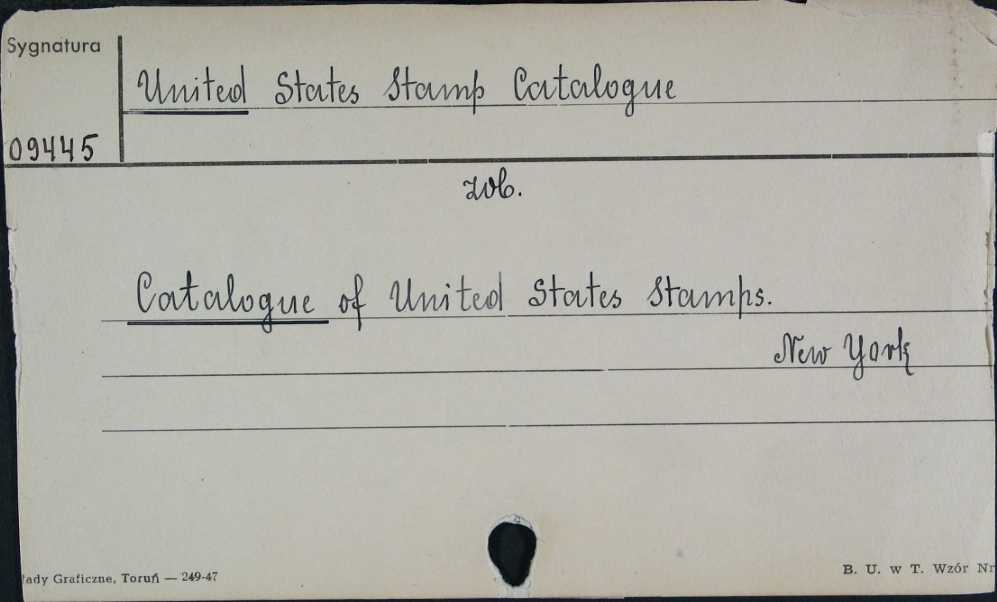 Sygnatura
United States Stamp Catalogue
09445
zob.
Catalogue of United States Stamps.
New York
ady Graficzne, Toruń — 249-47
B. U. w T. Wzór Nr